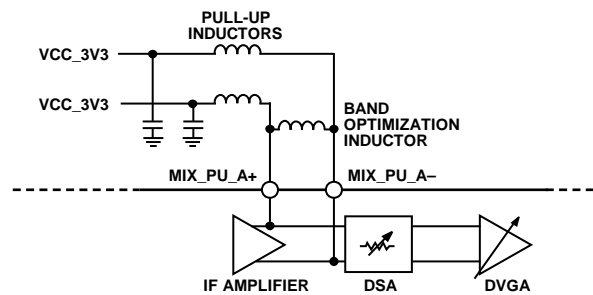 PULL-UP
INDUCTORS
VCC_3V3
VCC_3V3
BAND
OPTIMIZATION
INDUCTOR
MIX_PU_A+
MIX_PU_A–
IF AMPLIFIER
DSA
DVGA